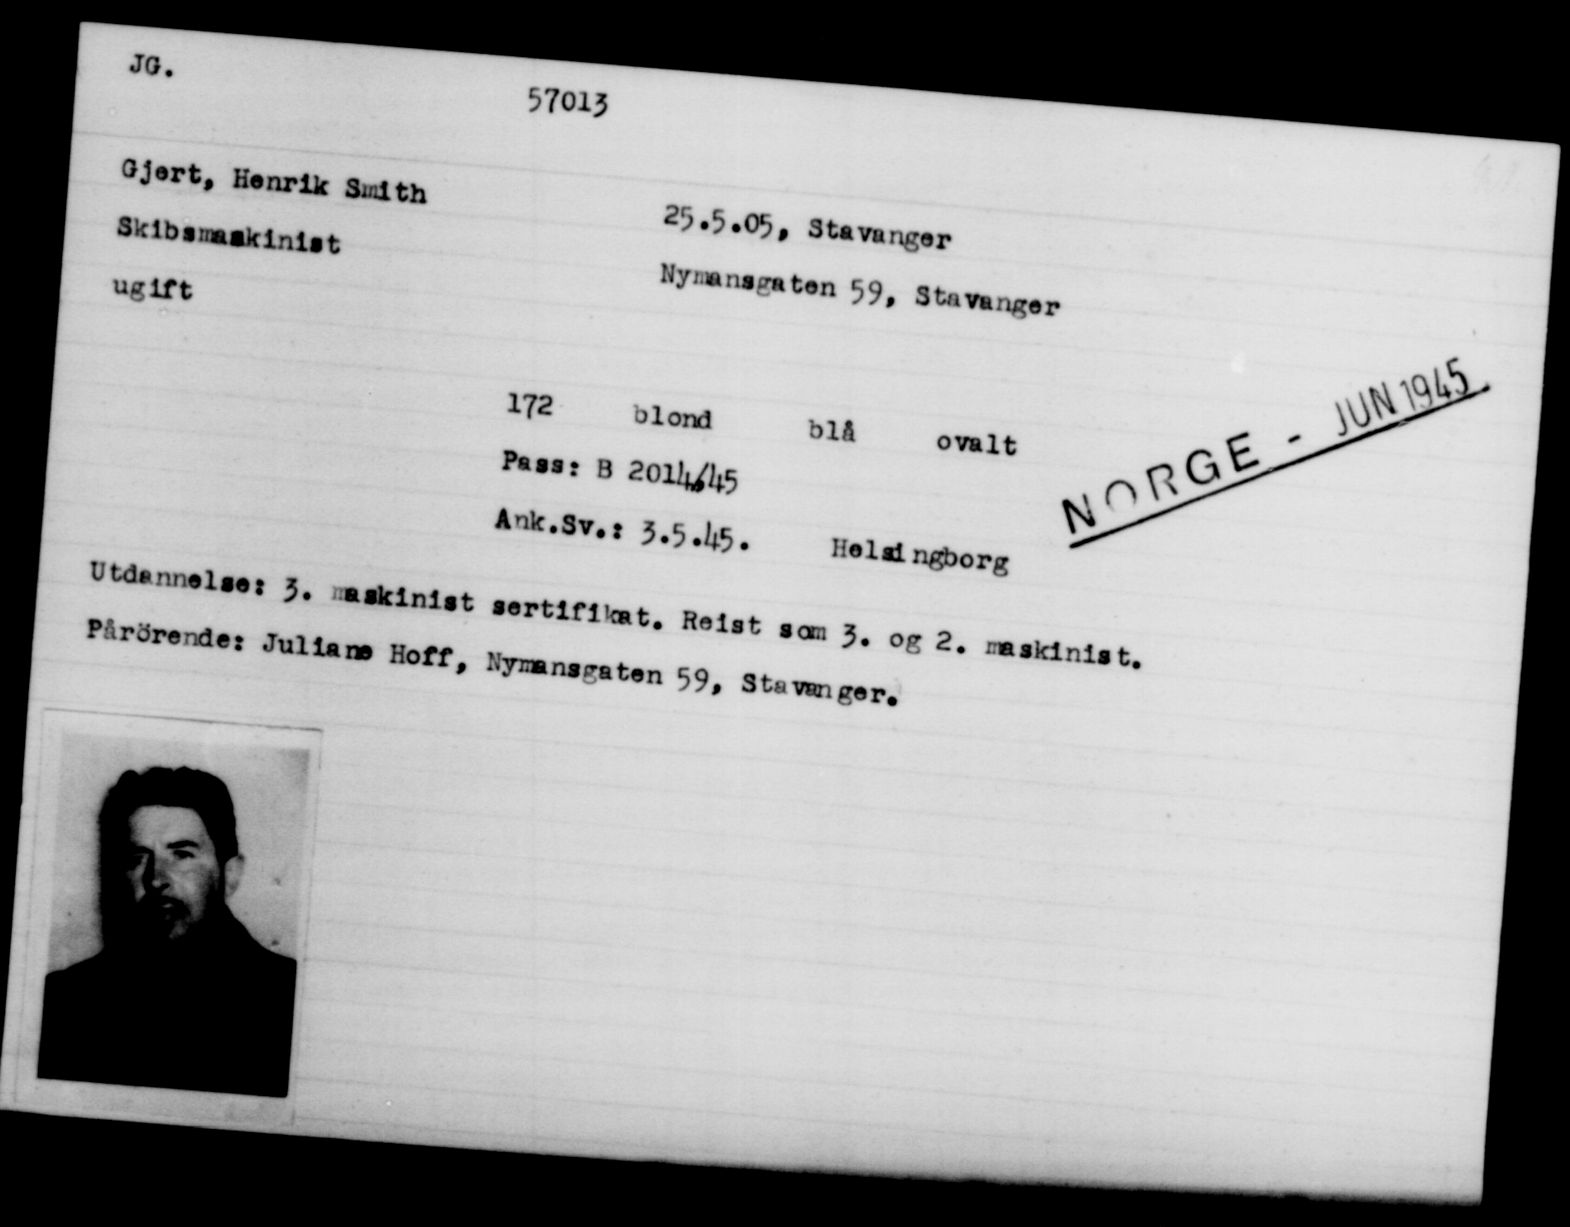 JG.
57013
Gjert, Henrik Smith
25.5.05, Stavanger
Skibsmaskinist
Nymansgaten 59, Stavanger
ugift
172 blond blå ovalt
Pass: B 2014/45
NORGE - JUN 1945
Ank.Sv.: 3.5.45. Helsingborg
Utdannelse: 3. maskinist sertifikat. Reist som 3. og 2. maskinist.
Pårörende: Juliane Hoff, Nymansgaten 59, Stavanger.